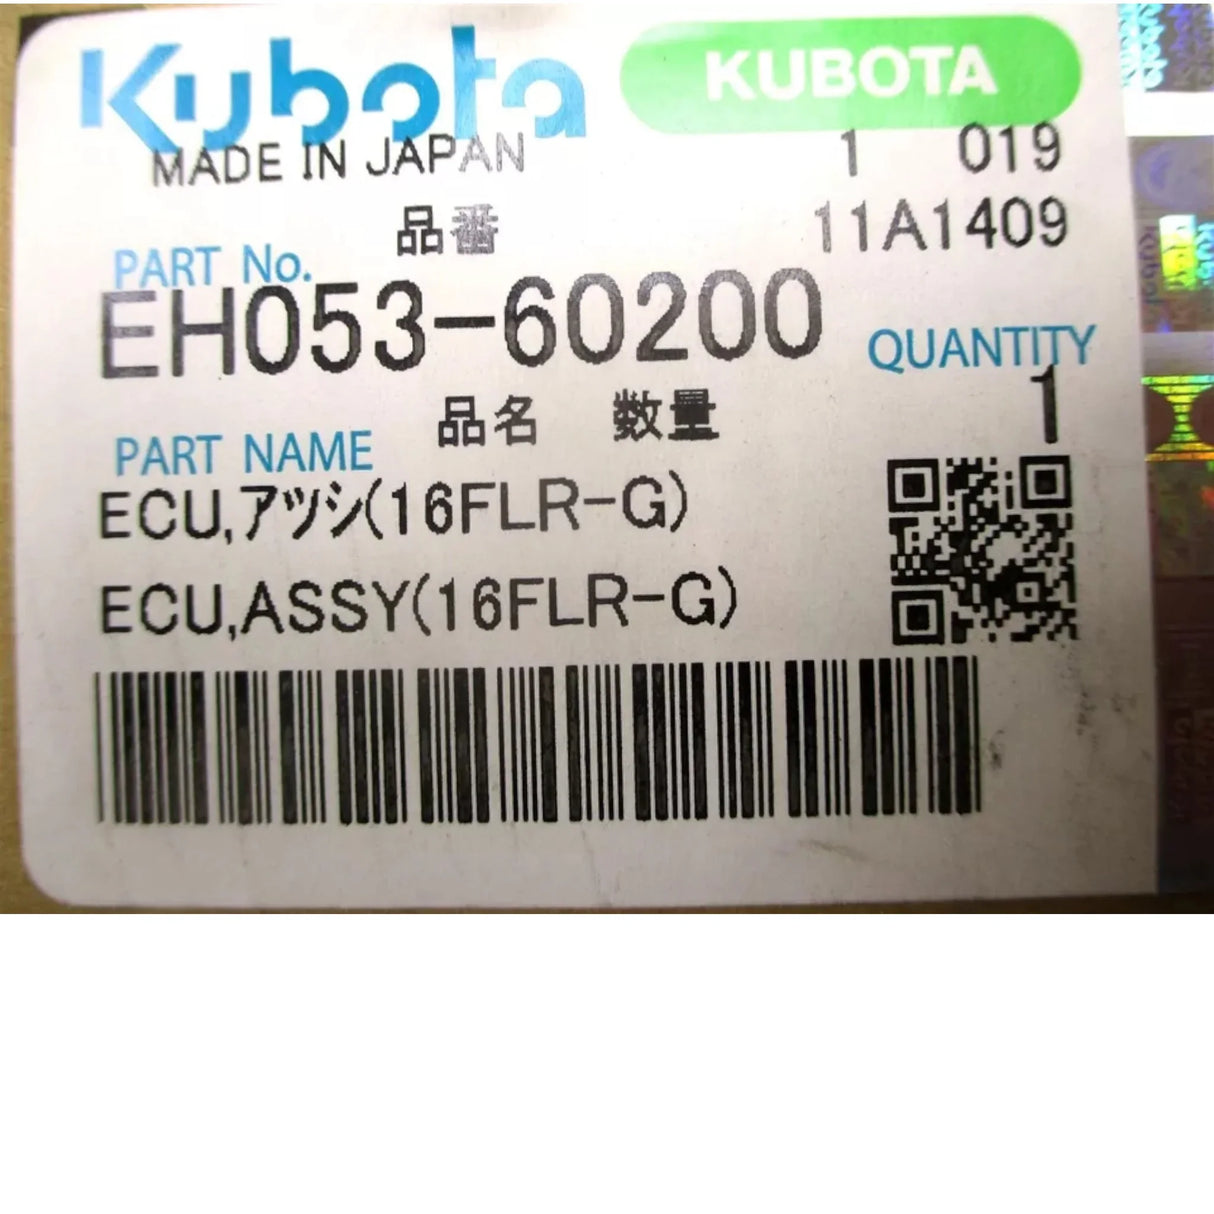 Kubota KUBOTA
MADE IN JAPAN 1 019
品番 11A1409
PART No.
EH053-60200
QUANTITY
品名 数量 1
PART NAME
ECU,アツシ(16FLR-G)
ECU,ASSY(16FLR-G)